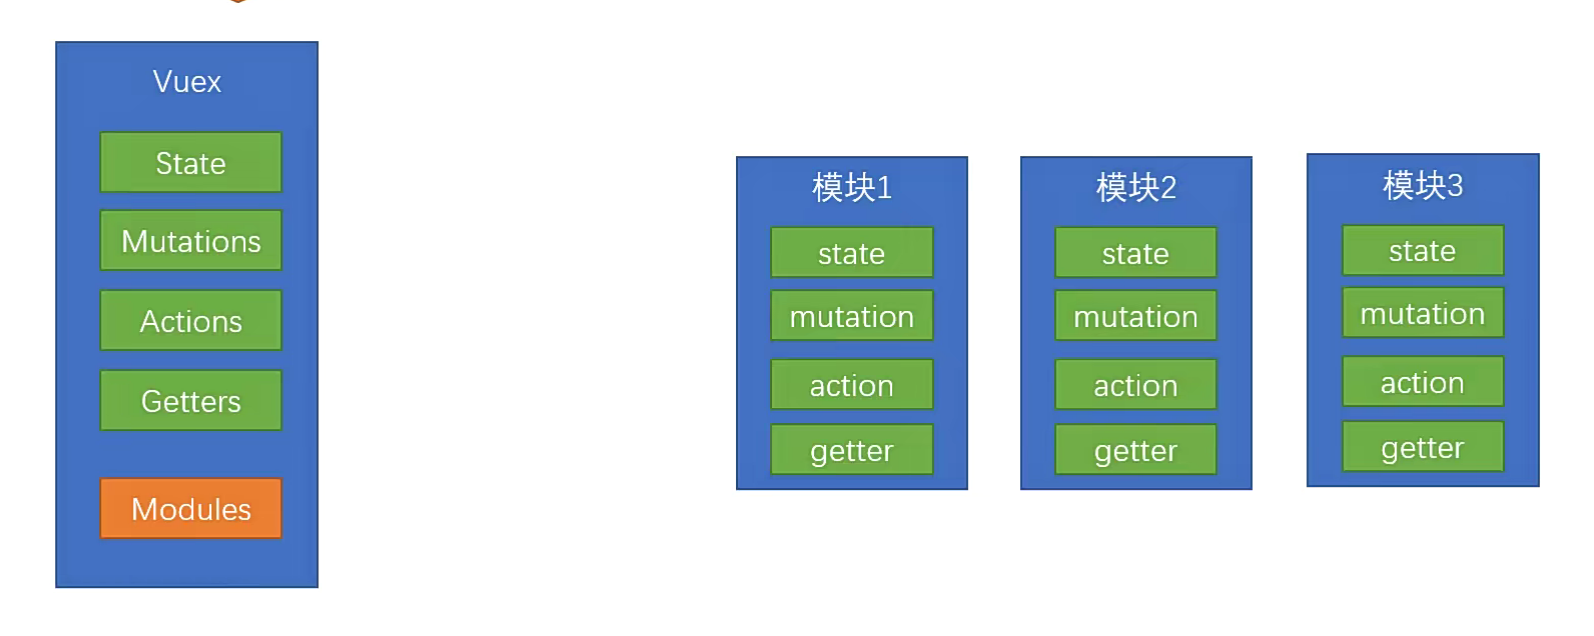 Vuex
State
Mutations
Actions
Getters
Modules
模块1
state
mutation
action
getter
模块2
state
mutation
action
getter
模块3
state
mutation
action
getter